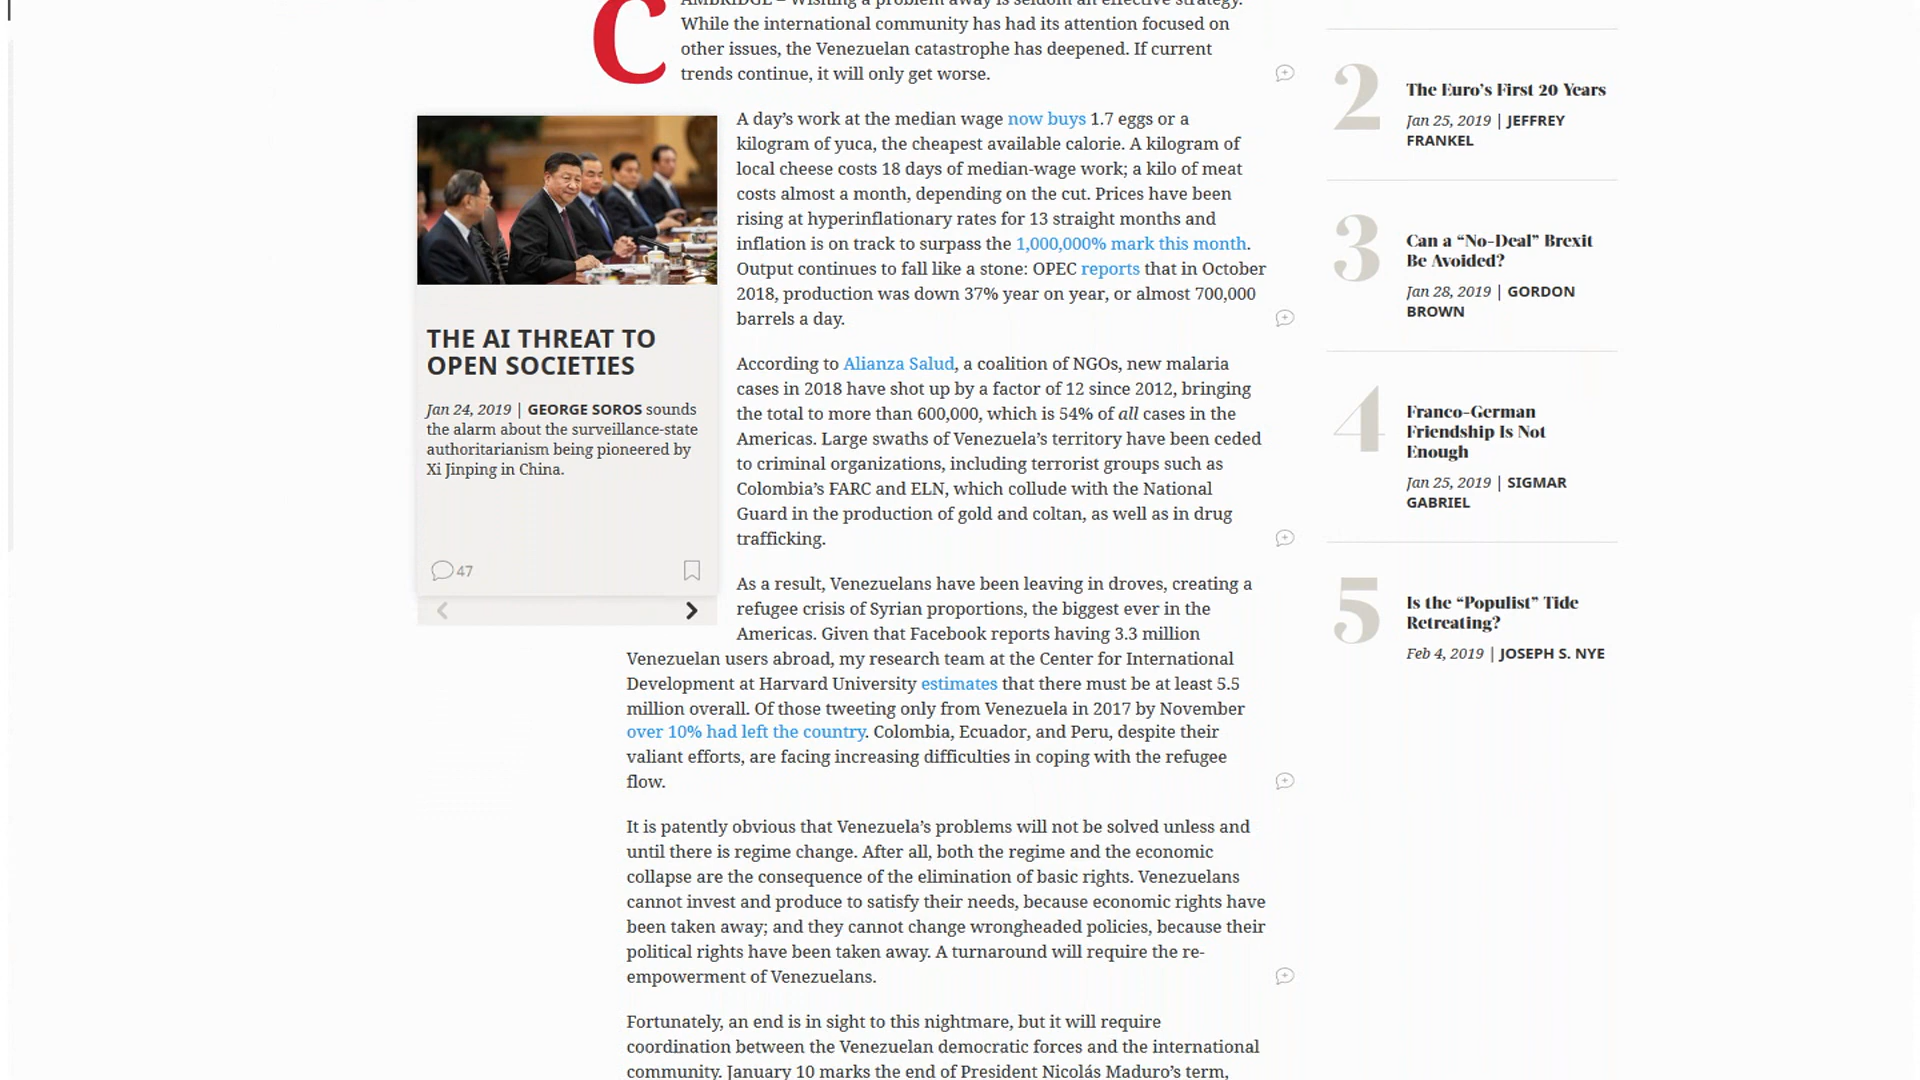 CAMBRIDGE – Wishing a problem away is seldom an effective strategy.
While the international community has had its attention focused on
other issues, the Venezuelan catastrophe has deepened. If current
trends continue, it will only get worse.
A day’s work at the median wage now buys 1.7 eggs or a
kilogram of yuca, the cheapest available calorie. A kilogram of
local cheese costs 18 days of median-wage work; a kilo of meat
costs almost a month, depending on the cut. Prices have been
rising at hyperinflationary rates for 13 straight months and
inflation is on track to surpass the 1,000,000% mark this month.
Output continues to fall like a stone: OPEC reports that in October
2018, production was down 37% year on year, or almost 700,000
barrels a day.
According to Alianza Salud, a coalition of NGOs, new malaria
cases in 2018 have shot up by a factor of 12 since 2012, bringing
the total to more than 600,000, which is 54% of all cases in the
Americas. Large swaths of Venezuela’s territory have been ceded
to criminal organizations, including terrorist groups such as
Colombia’s FARC and ELN, which collude with the National
Guard in the production of gold and coltan, as well as in drug
trafficking.
As a result, Venezuelans have been leaving in droves, creating a
refugee crisis of Syrian proportions, the biggest ever in the
Americas. Given that Facebook reports having 3.3 million
Venezuelan users abroad, my research team at the Center for International
Development at Harvard University estimates that there must be at least 5.5
million overall. Of those tweeting only from Venezuela in 2017 by November
over 10% had left the country. Colombia, Ecuador, and Peru, despite their
valiant efforts, are facing increasing difficulties in coping with the refugee
flow.
It is patently obvious that Venezuela’s problems will not be solved unless and
until there is regime change. After all, both the regime and the economic
collapse are the consequence of the elimination of basic rights. Venezuelans
cannot invest and produce to satisfy their needs, because economic rights have
been taken away; and they cannot change wrongheaded policies, because their
political rights have been taken away. A turnaround will require the re-
empowerment of Venezuelans.
Fortunately, an end is in sight to this nightmare, but it will require
coordination between the Venezuelan democratic forces and the international
community. January 10 marks the end of President Nicolás Maduro’s term,
THE AI THREAT TO
OPEN SOCIETIES
Jan 24, 2019 | GEORGE SOROS sounds
the alarm about the surveillance-state
authoritarianism being pioneered by
Xi Jinping in China.
47
2
The Euro’s First 20 Years
Jan 25, 2019 | JEFFREY
FRANKEL
3
Can a “No-Deal” Brexit
Be Avoided?
Jan 28, 2019 | GORDON
BROWN
4
Franco-German
Friendship Is Not
Enough
Jan 25, 2019 | SIGMAR
GABRIEL
5
Is the “Populist” Tide
Retreating?
Feb 4, 2019 | JOSEPH S. NYE